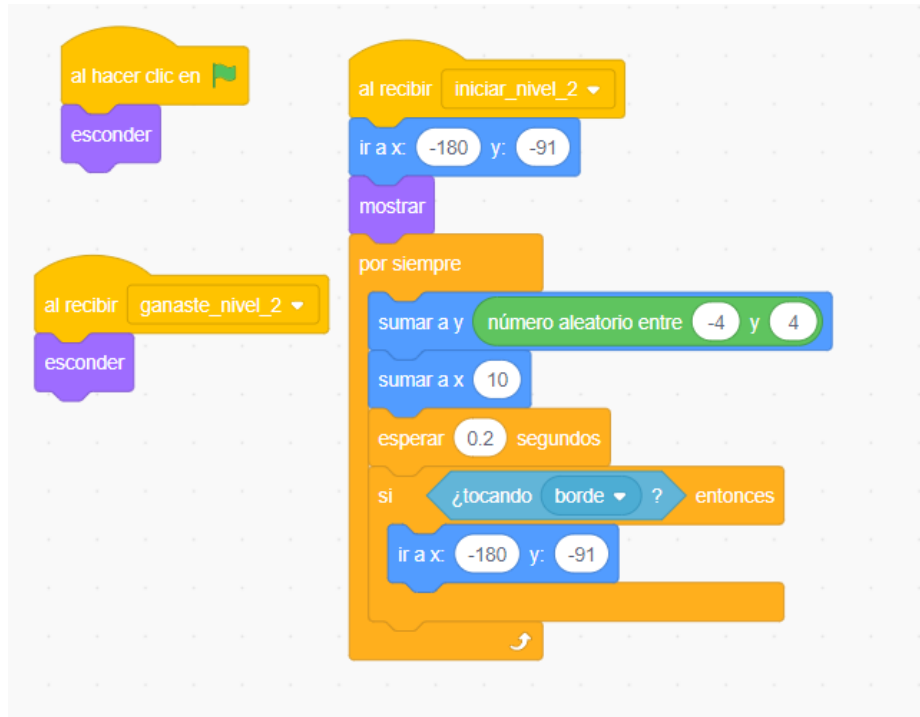 al hacer clic en
esconder
al recibir ganaste_nivel_2
esconder
al recibir iniciar_nivel_2
ir a x: -180 y: -91
mostrar
por siempre
sumar a y número aleatorio entre -4 y 4
sumar a x 10
esperar 0.2 segundos
si ¿tocando borde ? entonces
ir a x: -180 y: -91